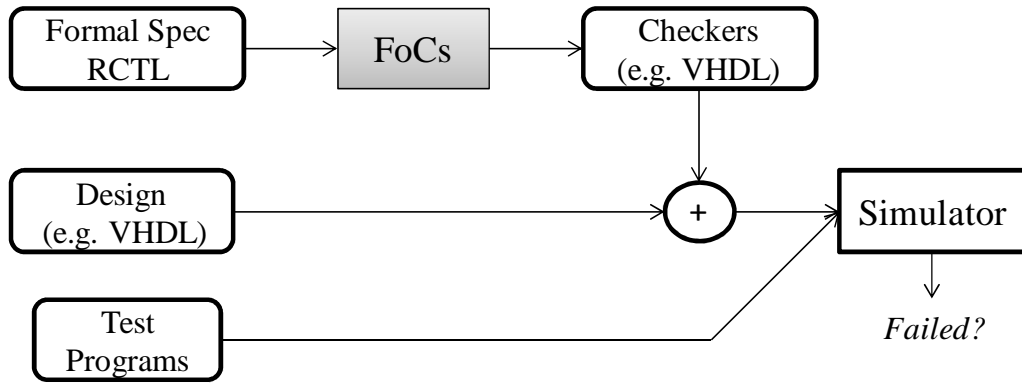 Formal Spec
RCTL
FoCs
Checkers
(e.g. VHDL)
Design
(e.g. VHDL)
+
Simulator
Test
Programs
Failed?